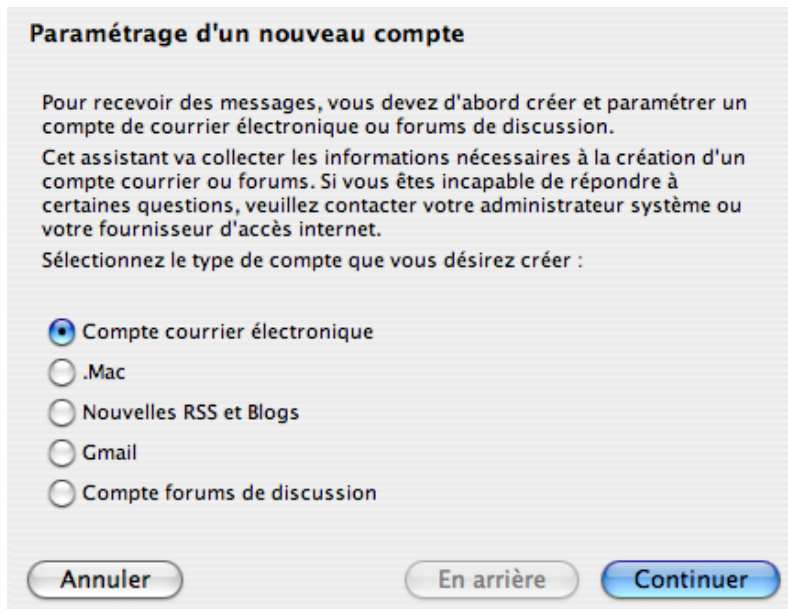 Paramétrage d'un nouveau compte
Pour recevoir des messages, vous devez d'abord créer et paramétrer un
compte de courrier électronique ou forums de discussion.
Cet assistant va collecter les informations nécessaires à la création d'un
compte courrier ou forums. Si vous êtes incapable de répondre à
certaines questions, veuillez contacter votre administrateur système ou
votre fournisseur d'accès internet.
Sélectionnez le type de compte que vous désirez créer :
Compte courrier électronique
.Mac
Nouvelles RSS et Blogs
Gmail
Compte forums de discussion
Annuler En arrière Continuer